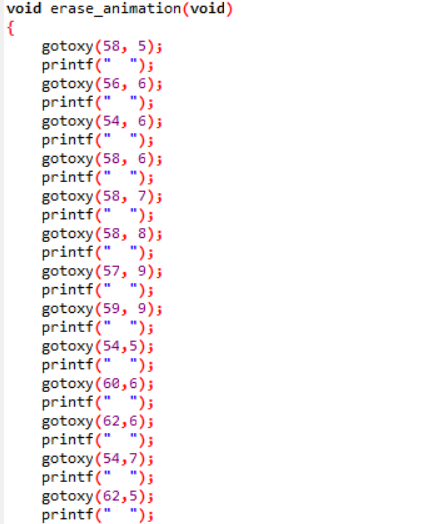 void erase_animation(void)
{
    gotoxy(58, 5);
    printf("  ");
    gotoxy(56, 6);
    printf("  ");
    gotoxy(54, 6);
    printf("  ");
    gotoxy(58, 6);
    printf("  ");
    gotoxy(58, 7);
    printf("  ");
    gotoxy(58, 8);
    printf("  ");
    gotoxy(57, 9);
    printf("  ");
    gotoxy(59, 9);
    printf("  ");
    gotoxy(54,5);
    printf("  ");
    gotoxy(60,6);
    printf("  ");
    gotoxy(62,6);
    printf("  ");
    gotoxy(54,7);
    printf("  ");
    gotoxy(62,5);
    printf("  ");